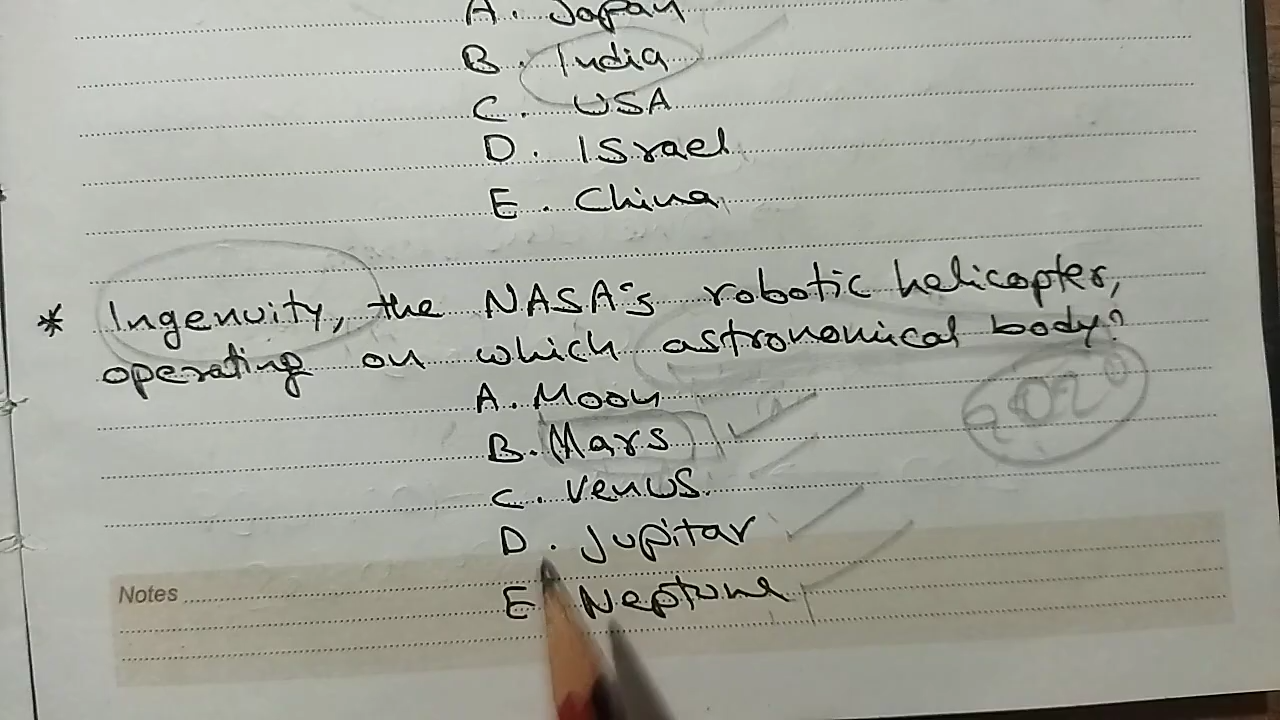 A. Japan
B. India
C. USA
D. Israel
E. China
* Ingenuity, the NASA's robotic helicopter,
operating on which astronomical body?
A. Moon
B. Mars
2020
C. Venus.
D. Jupitar
Notes
E. Neptune